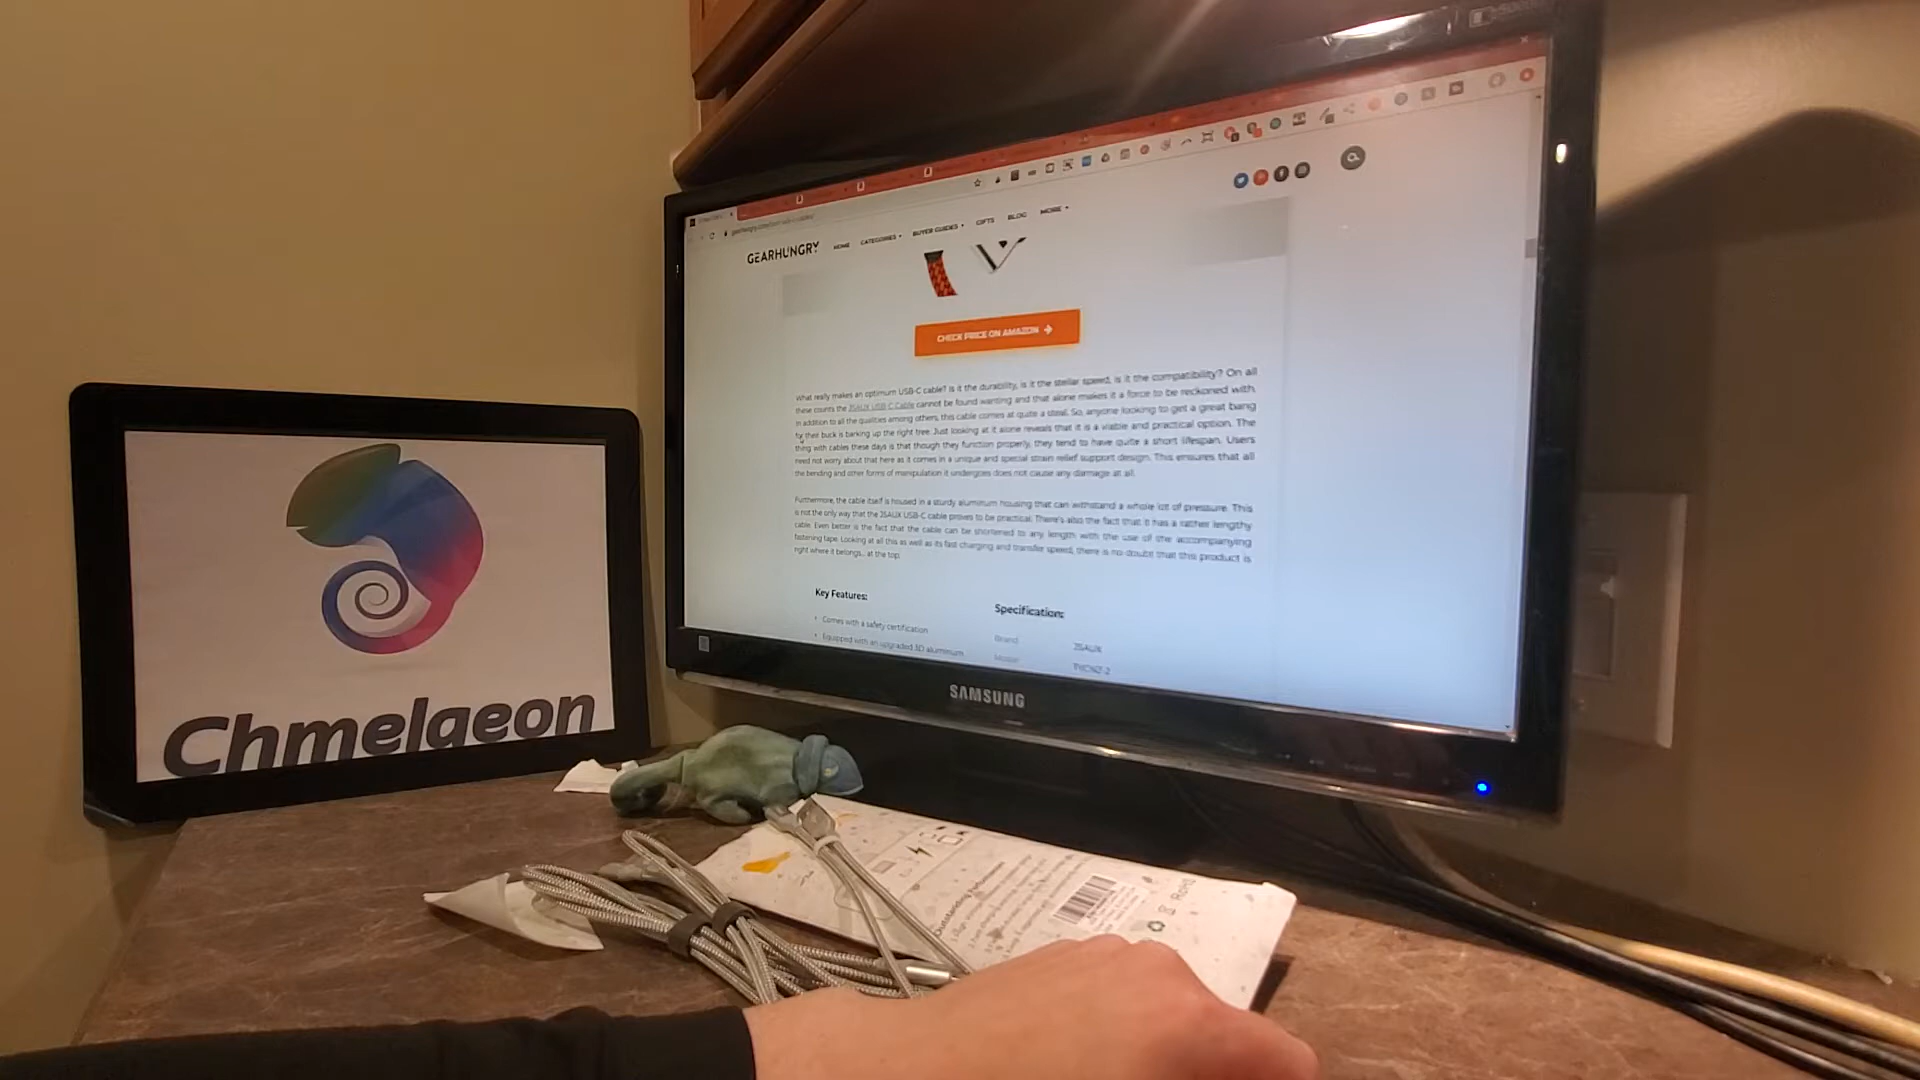 GEARHUNGRY
HOME CATEGORIES BUYER GUIDES GIFTS BLOG MORE
CHECK PRICE ON AMAZON
What really makes an optimum USB-C cable? Is it the durability, is it the stellar speed, is it the compatibility? On all
these counts the JSAUX USB-C Cable cannot be found wanting and that alone makes it a force to be reckoned with.
In addition to all the qualities among others, this cable comes at quite a steal. So, anyone looking to get a great bang
for their buck is barking up the right tree. Just looking at it alone reveals that it is a viable and practical option. The
thing with cables these days is that though they function properly, they tend to have quite a short lifespan. Users
need not worry about that here as it comes in a unique and special strain relief support design. This ensures that all
the bending and other forms of manipulation it undergoes does not cause any damage at all.
Furthermore, the cable itself is housed in a sturdy aluminum housing that can withstand a whole lot of pressure. This
is not the only way that the JSAUX USB-C cable proves to be practical. There's also the fact that it has a rather lengthy
cable. Even better is the fact that the cable can be shortened to any length with the use of the accompanying
fastening tape. Looking at all this as well as its fast charging and transfer speed, there is no doubt that this product is
right where it belongs... at the top.
Key Features:
Specification:
Comes with a safety certification
Equipped with an upgraded 3D aluminum
Brand JSAUX
Model
SAMSUNG
Chmelaeon
Outstanding Performance
RoHS